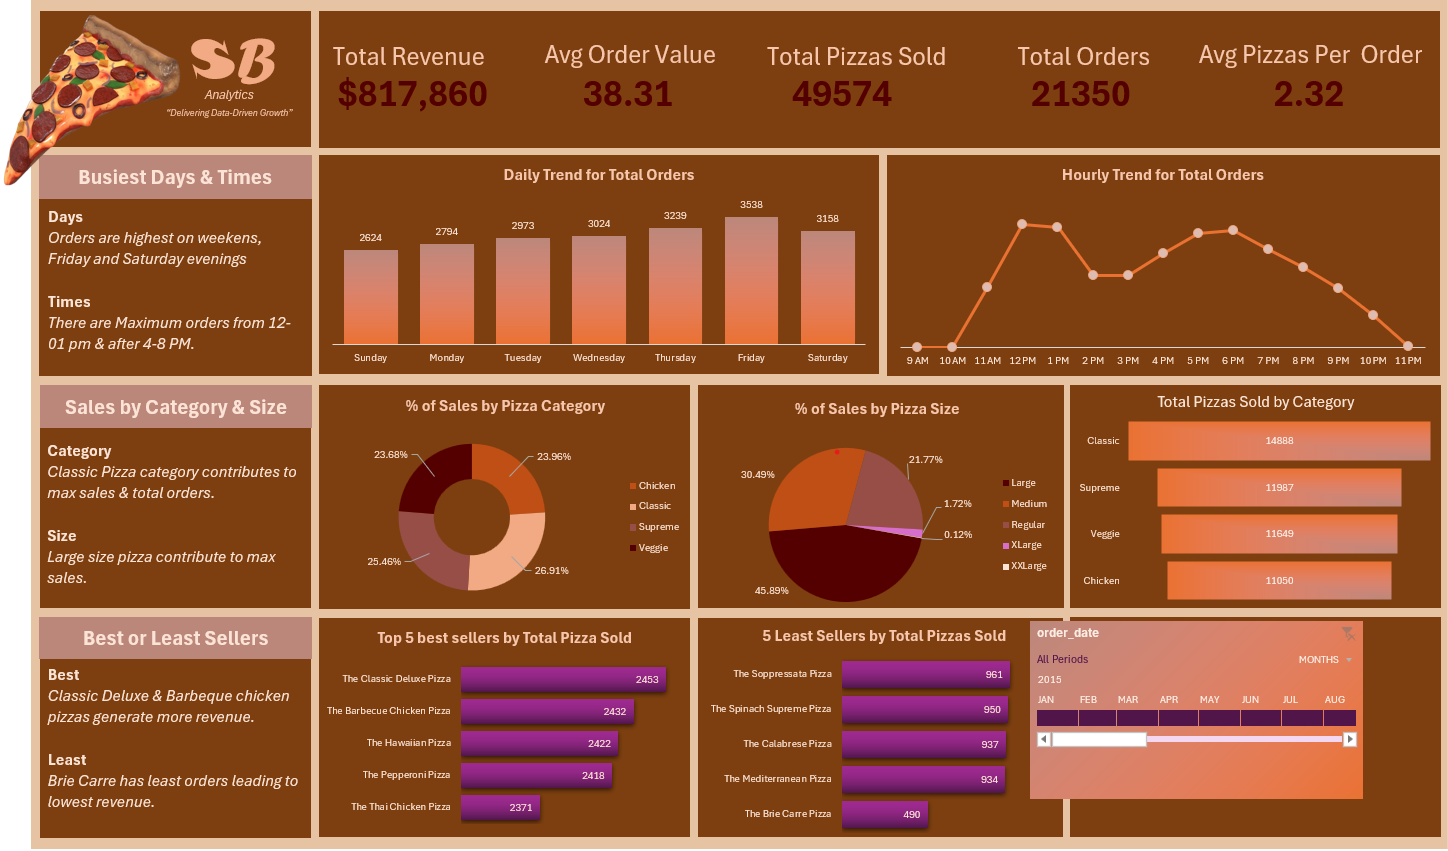 SB
Analytics
"Delivering Data-Driven Growth"
Total Revenue
$817,860
Avg Order Value
38.31
Total Pizzas Sold
49574
Total Orders
21350
Avg Pizzas Per Order
2.32
Busiest Days & Times
Days
Orders are highest on weekends,
Friday and Saturday evenings
Times
There are Maximum orders from 12-
01 pm & after 4-8 PM.
Daily Trend for Total Orders
2624
2794
2973
3024
3239
3538
3158
Sunday
Monday
Tuesday
Wednesday
Thursday
Friday
Saturday
Hourly Trend for Total Orders
9 AM
10 AM
11 AM
12 PM
1 PM
2 PM
3 PM
4 PM
5 PM
6 PM
7 PM
8 PM
9 PM
10 PM
11 PM
Sales by Category & Size
Category
Classic Pizza category contributes to
max sales & total orders.
Size
Large size pizza contribute to max
sales.
% of Sales by Pizza Category
23.68%
23.96%
25.46%
26.91%
Chicken
Classic
Supreme
Veggie
% of Sales by Pizza Size
30.49%
21.77%
1.72%
0.12%
45.89%
Large
Medium
Regular
XLarge
XXLarge
Total Pizzas Sold by Category
Classic
14888
Supreme
11987
Veggie
11649
Chicken
11050
Best or Least Sellers
Best
Classic Deluxe & Barbeque chicken
pizzas generate more revenue.
Least
Brie Carre has least orders leading to
lowest revenue.
Top 5 best sellers by Total Pizza Sold
The Classic Deluxe Pizza
2453
The Barbecue Chicken Pizza
2432
The Hawaiian Pizza
2422
The Pepperoni Pizza
2418
The Thai Chicken Pizza
2371
5 Least Sellers by Total Pizzas Sold
The Soppressata Pizza
961
The Spinach Supreme Pizza
950
The Calabrese Pizza
937
The Mediterranean Pizza
934
The Brie Carre Pizza
490
order_date
All Periods
MONTHS
2015
JAN
FEB
MAR
APR
MAY
JUN
JUL
AUG